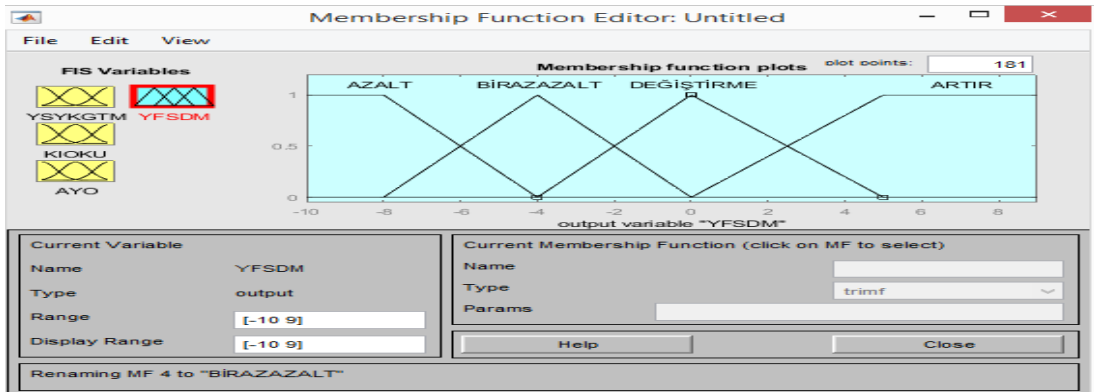 Membership Function Editor: Untitled
File Edit View
FIS Variables
YSYKGTM YFSDM
KIOKU
AYO
Membership function plots plot points: 181
AZALT BİRAZAZALT DEĞİŞTİRME ARTIR
1
0.5
0
-10 -8 -6 -4 -2 0 2 4 6 8
output variable "YFSDM"
Current Variable
Name YFSDM
Type output
Range [-10 9]
Display Range [-10 9]
Current Membership Function (click on MF to select)
Name
Type trimf
Params
Help Close
Renaming MF 4 to "BİRAZAZALT"